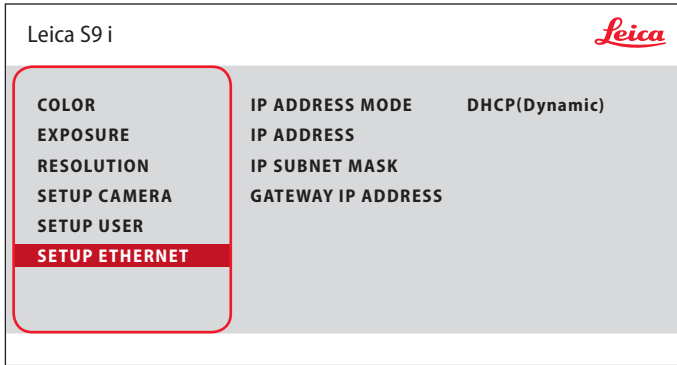 Leica S9 i
Leica
COLOR
EXPOSURE
RESOLUTION
SETUP CAMERA
SETUP USER
SETUP ETHERNET
IP ADDRESS MODE DHCP(Dynamic)
IP ADDRESS
IP SUBNET MASK
GATEWAY IP ADDRESS